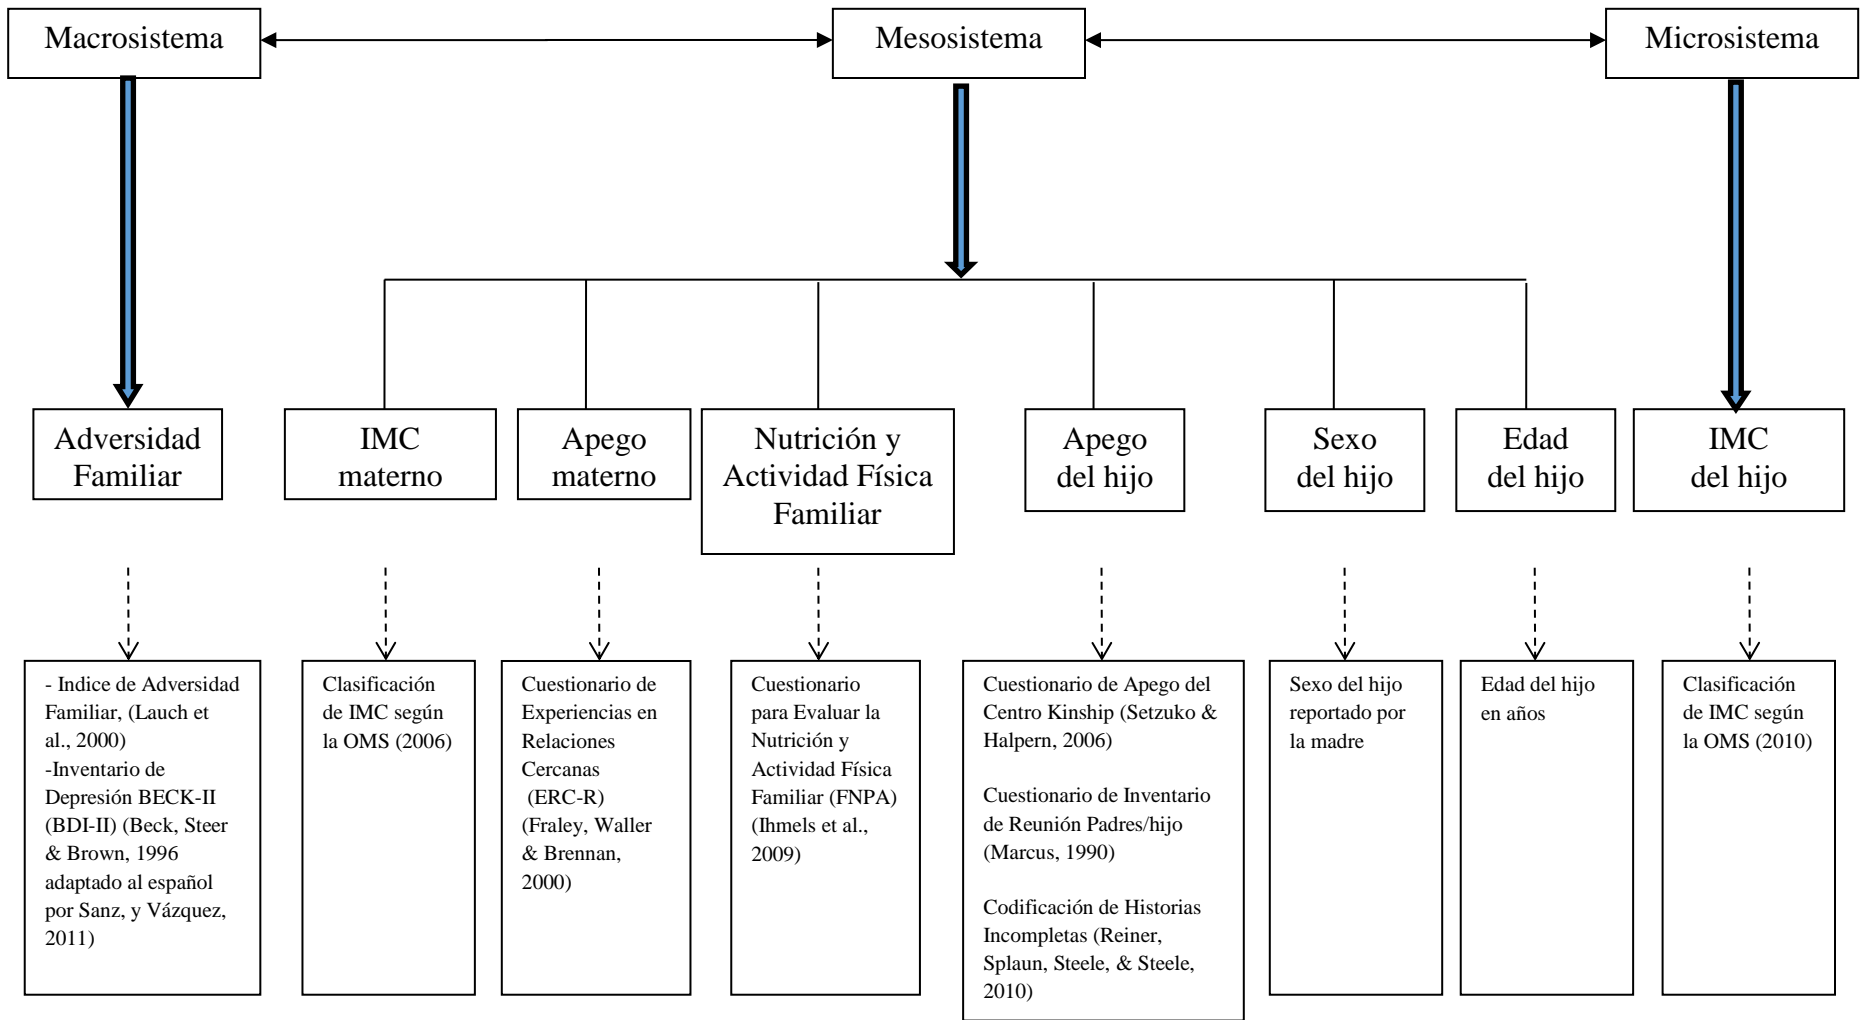 Macrosistema
Mesosistema
Microsistema
Adversidad
Familiar
IMC
materno
Apego
materno
Nutrición y
Actividad Física
Familiar
Apego
del hijo
Sexo
del hijo
Edad
del hijo
IMC
del hijo
- Indice de Adversidad
Familiar, (Lauch et
al., 2000)
-Inventario de
Depresión BECK-II
(BDI-II) (Beck, Steer
& Brown, 1996
adaptado al español
por Sanz, y Vázquez,
2011)
Clasificación
de IMC según
la OMS (2006)
Cuestionario de
Experiencias en
Relaciones
Cercanas
(ERC-R)
(Fraley, Waller
& Brennan,
2000)
Cuestionario
para Evaluar la
Nutrición y
Actividad Física
Familiar (FNPA)
(Ihmels et al.,
2009)
Cuestionario de Apego del
Centro Kinship (Setzuko &
Halpern, 2006)
Cuestionario de Inventario
de Reunión Padres/hijo
(Marcus, 1990)
Codificación de Historias
Incompletas (Reiner,
Splaun, Steele, & Steele,
2010)
Sexo del hijo
reportado por
la madre
Edad del hijo
en años
Clasificación
de IMC según
la OMS (2010)